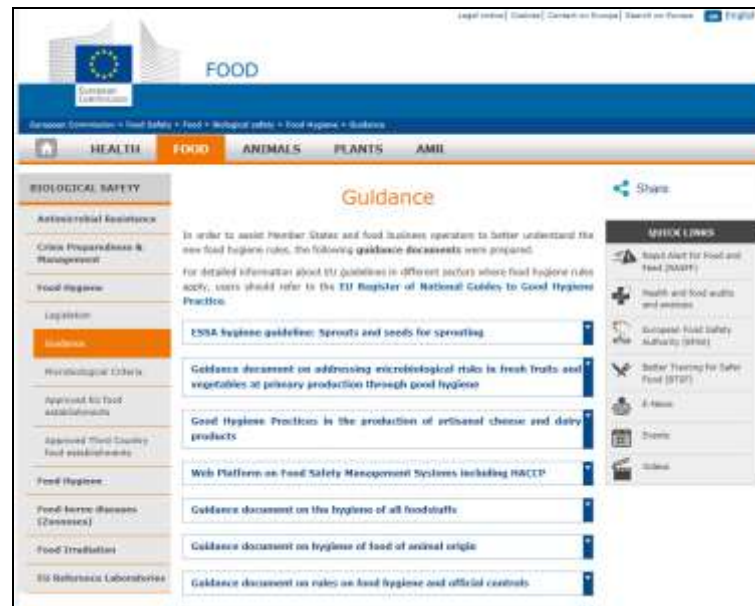 Legal notice| Cookies| Contact on Europa| Search on Europa en English
European
Commission
FOOD
European Commission > Food Safety > Food > Biological safety > Food Hygiene > Guidance
HEALTH FOOD ANIMALS PLANTS AMR
BIOLOGICAL SAFETY
Antimicrobial Resistance
Crisis Preparedness &
Management
Food Hygiene
Legislation
Guidance
Microbiological Criteria
Approved EU food
establishments
Approved Third Country
food establishments
Food Hygiene
Food-borne diseases
(Zoonoses)
Food Irradiation
EU Reference Laboratories
Guidance
In order to assist Member States and food business operators to better understand the
new food hygiene rules, the following guidance documents were prepared.
For detailed information about EU guidelines in different sectors where food hygiene rules
apply, users should refer to the EU Register of National Guides to Good Hygiene
Practice.
ESSA hygiene guideline: Sprouts and seeds for sprouting
Guidance document on addressing microbiological risks in fresh fruits and
vegetables at primary production through good hygiene
Good Hygiene Practices in the production of artisanal cheese and dairy
products
Web Platform on Food Safety Management Systems including HACCP
Guidance document on the hygiene of all foodstuffs
Guidance document on hygiene of food of animal origin
Guidance document on rules on food hygiene and official controls
Share
QUICK LINKS
Rapid Alert for Food and
Feed (RASFF)
Health and food audits
and analysis
European Food Safety
Authority (EFSA)
Better Training for Safer
Food (BTSF)
E-News
Events
Videos